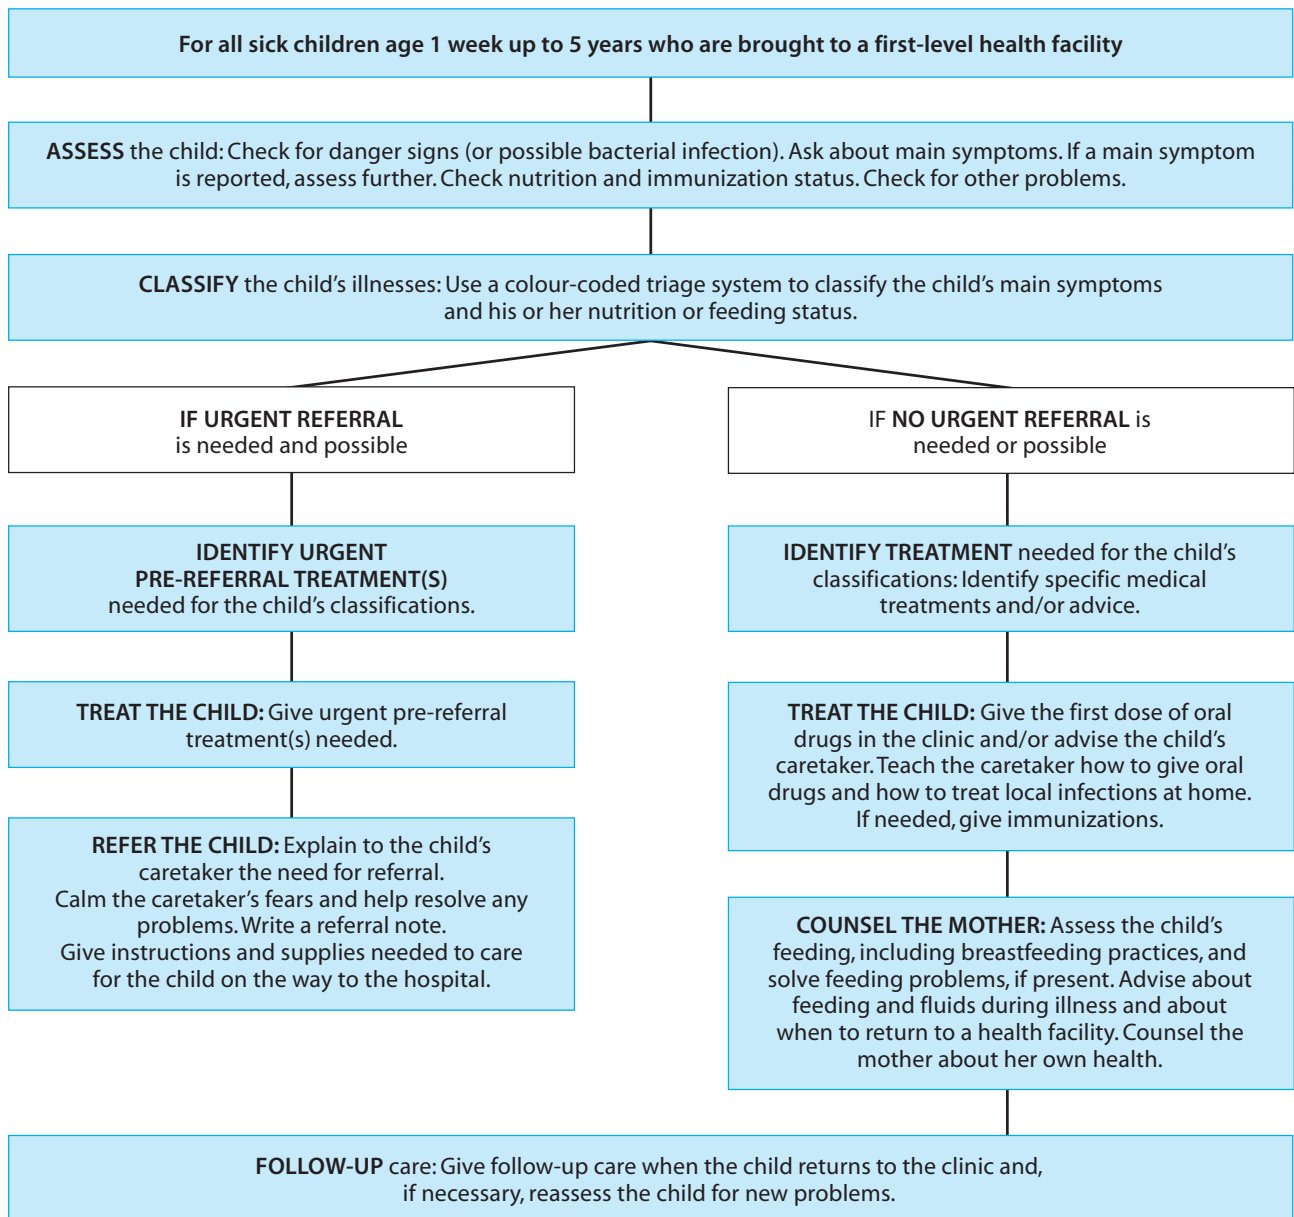 For all sick children age 1 week up to 5 years who are brought to a first-level health facility
ASSESS the child: Check for danger signs (or possible bacterial infection). Ask about main symptoms. If a main symptom
is reported, assess further. Check nutrition and immunization status. Check for other problems.
CLASSIFY the child's illnesses: Use a colour-coded triage system to classify the child's main symptoms
and his or her nutrition or feeding status.
IF URGENT REFERRAL
is needed and possible
IDENTIFY URGENT
PRE-REFERRAL TREATMENT(S)
needed for the child's classifications.
TREAT THE CHILD: Give urgent pre-referral
treatment(s) needed.
REFER THE CHILD: Explain to the child's
caretaker the need for referral.
Calm the caretaker's fears and help resolve any
problems. Write a referral note.
Give instructions and supplies needed to care
for the child on the way to the hospital.
IF NO URGENT REFERRAL is
needed or possible
IDENTIFY TREATMENT needed for the child's
classifications: Identify specific medical
treatments and/or advice.
TREAT THE CHILD: Give the first dose of oral
drugs in the clinic and/or advise the child's
caretaker. Teach the caretaker how to give oral
drugs and how to treat local infections at home.
If needed, give immunizations.
COUNSEL THE MOTHER: Assess the child's
feeding, including breastfeeding practices, and
solve feeding problems, if present. Advise about
feeding and fluids during illness and about
when to return to a health facility. Counsel the
mother about her own health.
FOLLOW-UP care: Give follow-up care when the child returns to the clinic and,
if necessary, reassess the child for new problems.